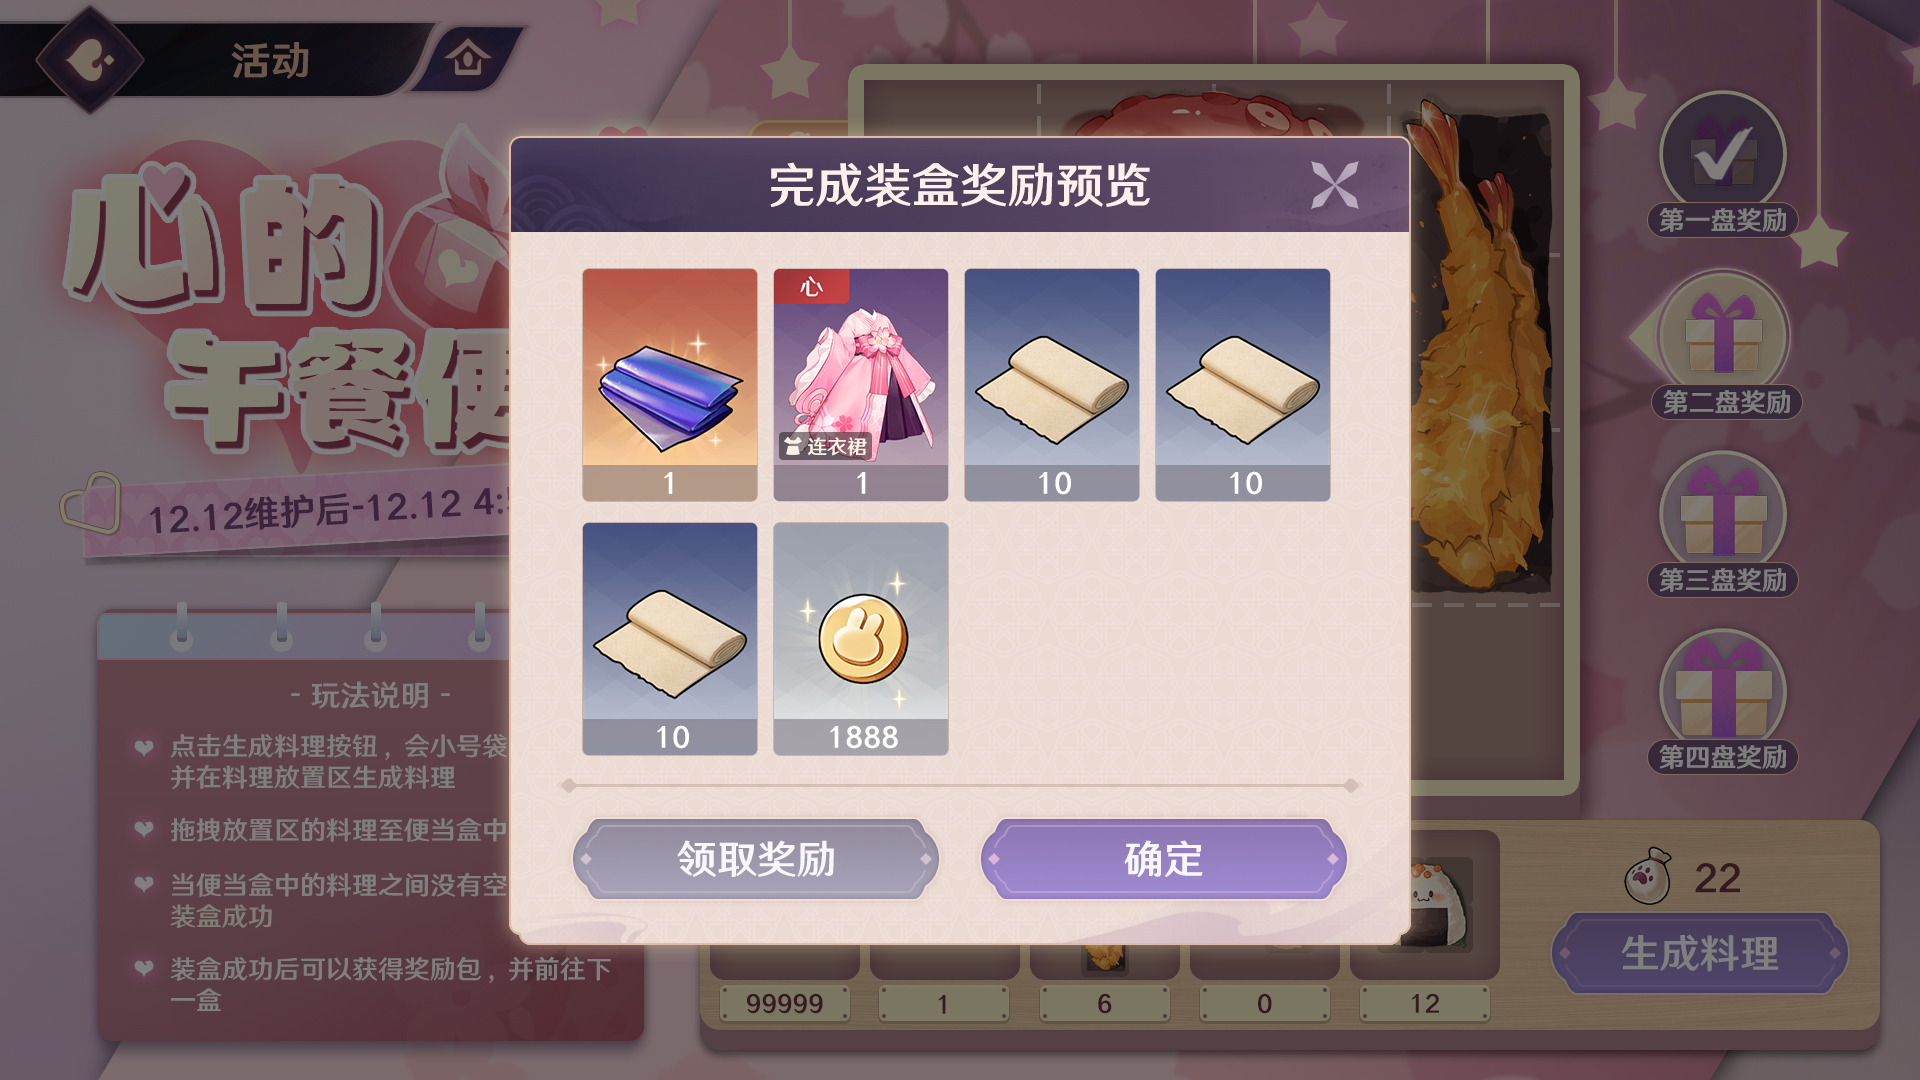 活动
心的
午餐便
12.12维护后-12.12 4:
- 玩法说明 -
点击生成料理按钮，会小号袋
并在料理放置区生成料理
拖拽放置区的料理至便当盒中
当便当盒中的料理之间没有空
装盒成功
装盒成功后可以获得奖励包，并前往下
一盒
完成装盒奖励预览
1
心
连衣裙
1
10
10
10
1888
领取奖励
确定
第一盘奖励
第二盘奖励
第三盘奖励
第四盘奖励
99999
1
6
0
12
22
生成料理